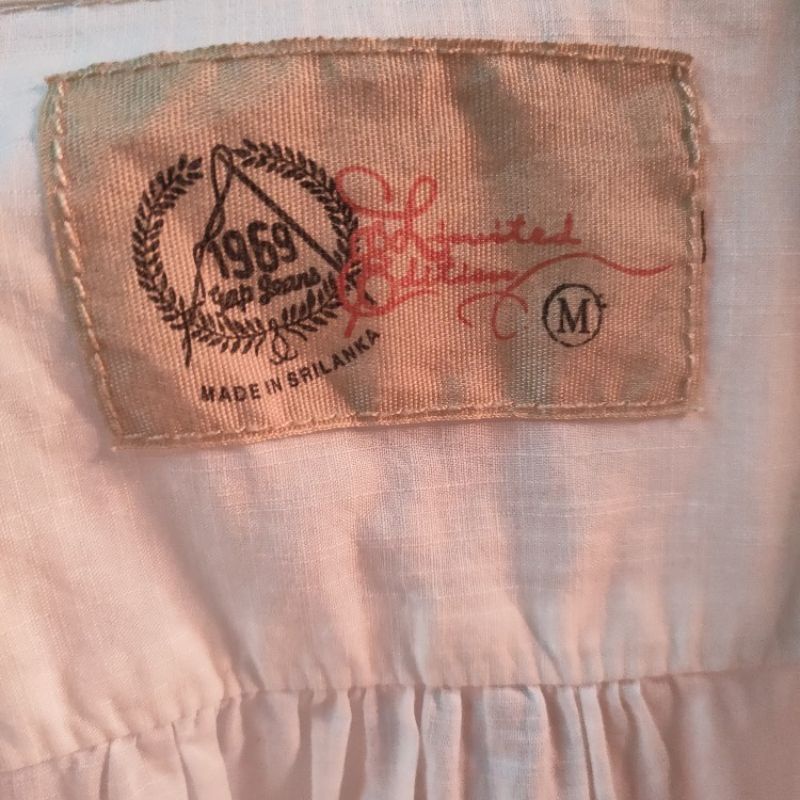 1969
Gap Jeans
MADE IN SRILANKA
Limited
Edition
M